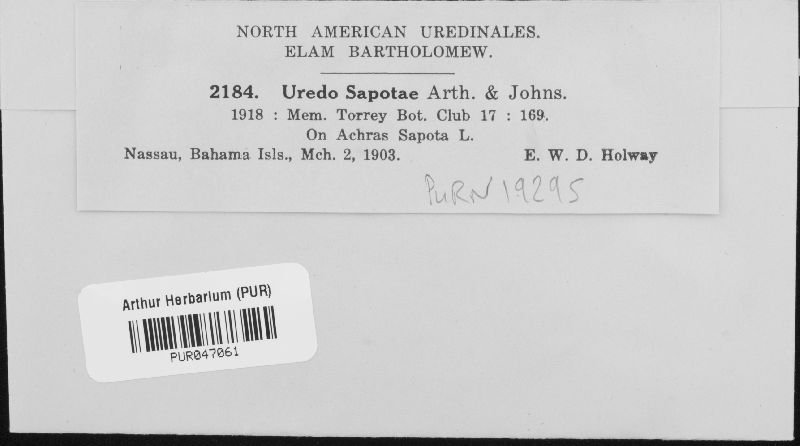 NORTH AMERICAN UREDINALES.
ELAM BARTHOLOMEW.
2184. Uredo Sapotae Arth. & Johns.
1918 : Mem. Torrey Bot. Club 17 : 169.
On Achras Sapota L.
Nassau, Bahama Isls., Mch. 2, 1903. E. W. D. Holway
PURN 19295
Arthur Herbarium (PUR)
PUR047061